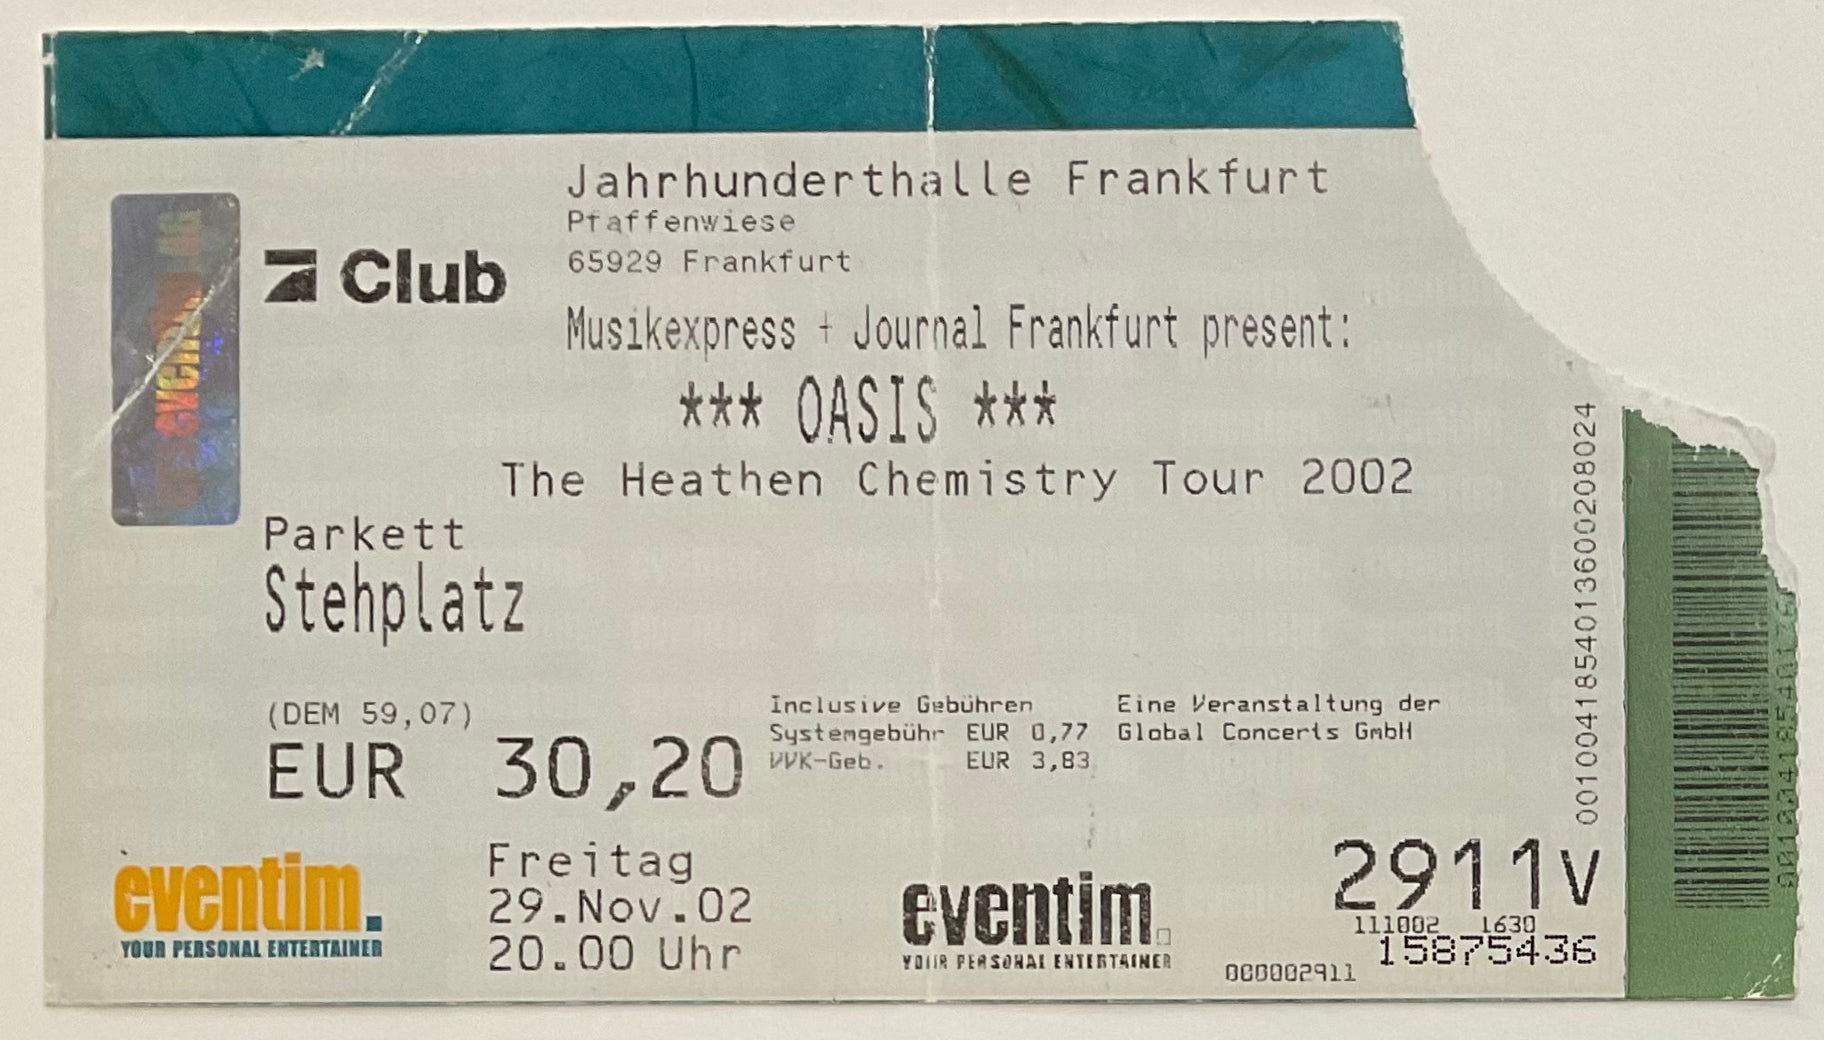 Jahrhunderthalle Frankfurt
Pfaffenwiese
65929 Frankfurt
7 Club
Musikexpress + Journal Frankfurt present:
*** OASIS ***
The Heathen Chemistry Tour 2002
Parkett
Stehplatz
(DEM 59,07)
EUR 30,20
Inclusive Gebühren
Systemgebühr EUR 0,77
VVK-Geb. EUR 3,83
Eine Veranstaltung der
Global Concerts GmbH
eventim.
YOUR PERSONAL ENTERTAINER
Freitag
29.Nov.02
20.00 Uhr
eventim.
YOUR PERSONAL ENTERTAINER
2911V
111002 1630
15875436
000002911
00100418554013600208024